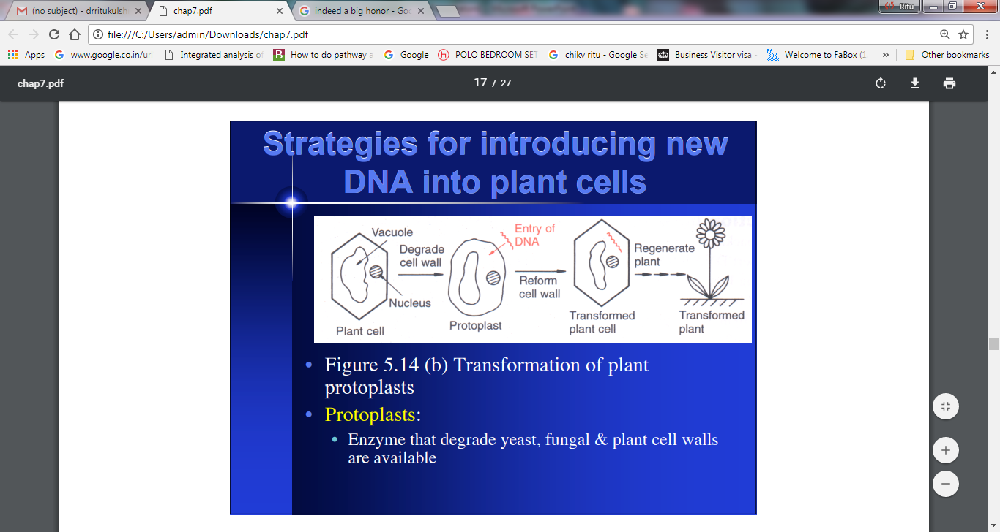 (no subject) - drritukulsh
chap7.pdf
indeed a big honor - Goo
Ritu
file:///C:/Users/admin/Downloads/chap7.pdf
Apps
www.google.co.in/url
Integrated analysis of
How to do pathway a
Google
POLO BEDROOM SET
chikv ritu - Google Se
Business Visitor visa -
Welcome to FaBox (1
»
Other bookmarks
chap7.pdf
17 / 27
Strategies for introducing new
DNA into plant cells
Vacuole
Nucleus
Plant cell
Degrade
cell wall
Entry of
DNA
Protoplast
Reform
cell wall
Transformed
plant cell
Regenerate
plant
Transformed
plant
• Figure 5.14 (b) Transformation of plant
protoplasts
• Protoplasts:
• Enzyme that degrade yeast, fungal & plant cell walls
are available